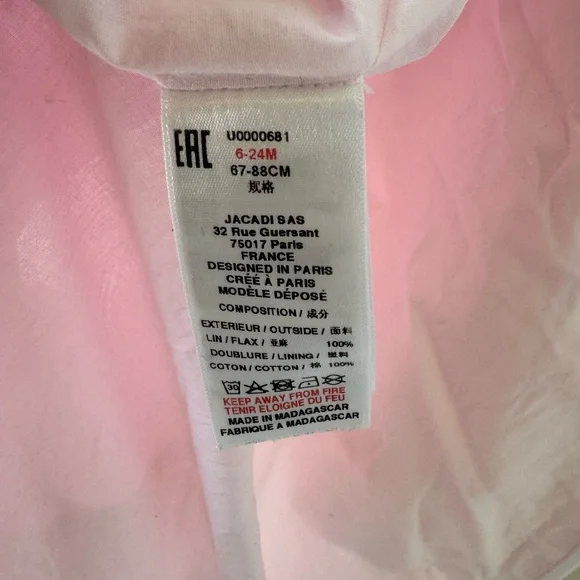 EAC
U0000681
6-24M
67-88CM
规格
JACADI SAS
32 Rue Guersant
75017 Paris
FRANCE
DESIGNED IN PARIS
CRÉÉ À PARIS
MODÈLE DÉPOSÉ
COMPOSITION / 成分
EXTERIEUR / OUTSIDE / 面料
LIN / FLAX / 亚麻 100%
DOUBLURE / LINING / 里料
COTON / COTTON / 棉 100%
30
KEEP AWAY FROM FIRE
TENIR ELOIGNE DU FEU
MADE IN MADAGASCAR
FABRIQUE A MADAGASCAR